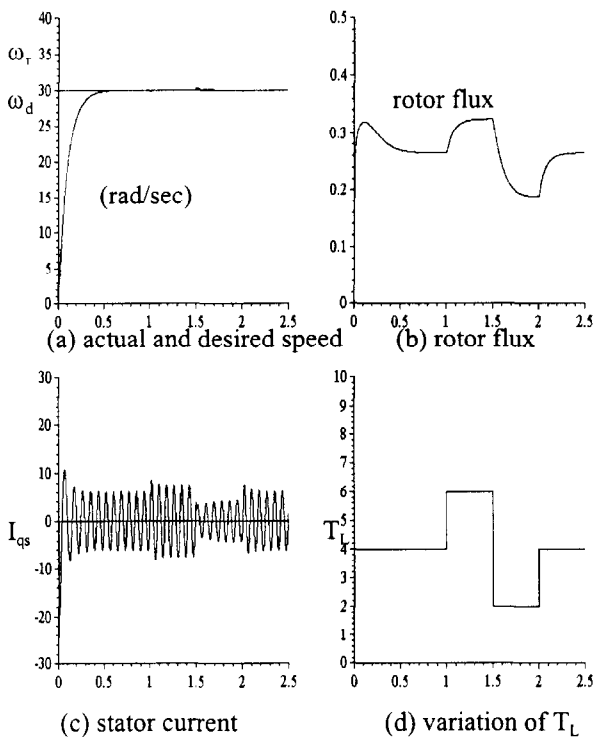 40
35
ω_r
30
ω_d
25
20
15
(rad/sec)
10
5
0
0 0.5 1 1.5 2 2.5
(a) actual and desired speed
0.5
0.4
rotor flux
0.3
0.2
0.1
0
0 0.5 1 1.5 2 2.5
(b) rotor flux
30
20
10
I_qs
0
-10
-20
-30
0 0.5 1 1.5 2 2.5
(c) stator current
10
9
8
7
6
5
T_L
4
3
2
1
0
0 0.5 1 1.5 2 2.5
(d) variation of T_L